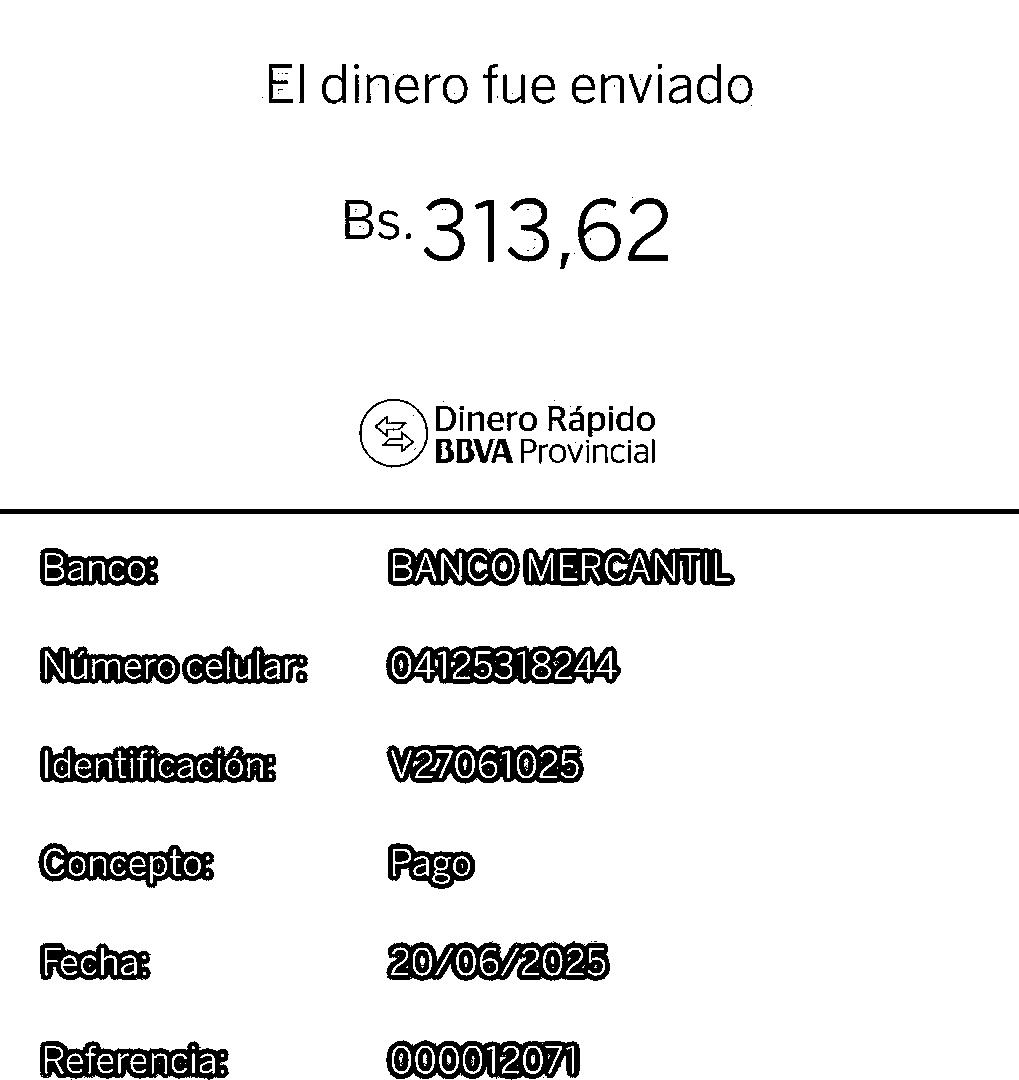 El dinero fue enviado
Bs. 313,62
Dinero Rápido
BBVA Provincial
Banco: BANCO MERCANTIL
Número celular: 04125318244
Identificación: V27061025
Concepto: Pago
Fecha: 20/06/2025
Referencia: 000012071